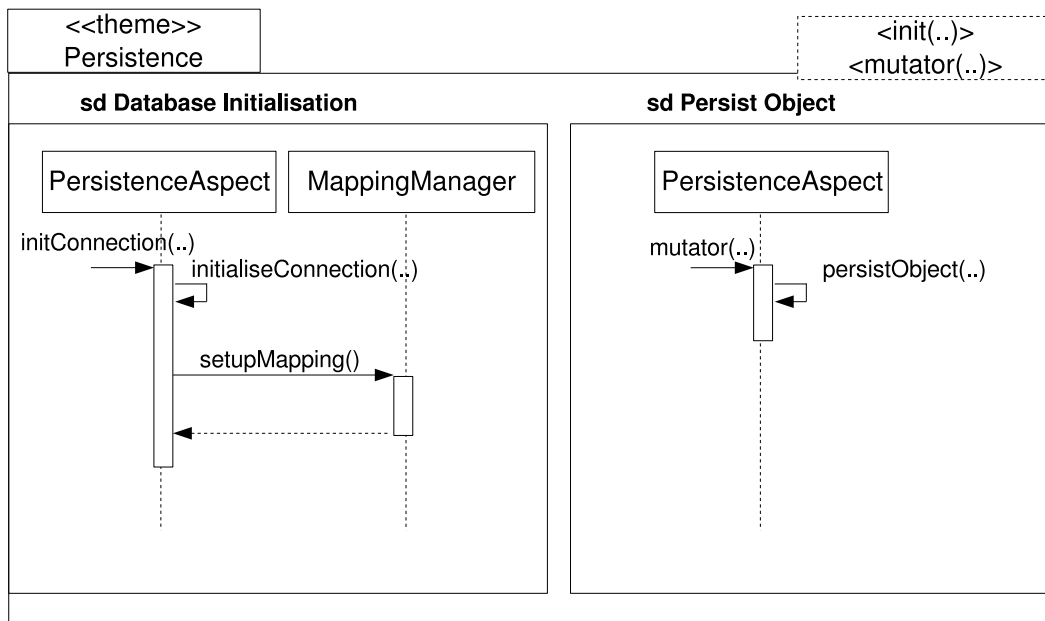 <<theme>>
Persistence
<init(..)>
<mutator(..)>
sd Database Initialisation
sd Persist Object
PersistenceAspect
MappingManager
PersistenceAspect
initConnection(..)
initialiseConnection(..)
setupMapping()
mutator(..)
persistObject(..)